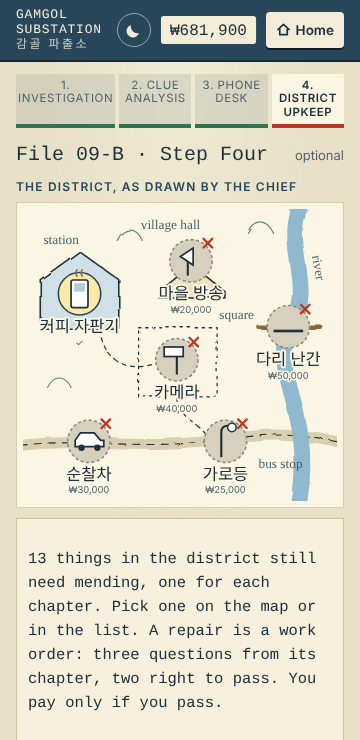 GAMGOL
SUBSTATION
감골 파출소
₩681,900
Home
1.
INVESTIGATION
2. CLUE
ANALYSIS
3. PHONE
DESK
4.
DISTRICT
UPKEEP
File 09-B · Step Four
optional
THE DISTRICT, AS DRAWN BY THE CHIEF
village hall
station
마을 방송
₩20,000
river
square
커피 자판기
다리 난간
₩50,000
카메라
₩40,000
순찰차
₩30,000
가로등
₩25,000
bus stop
13 things in the district still
need mending, one for each
chapter. Pick one on the map or
in the list. A repair is a work
order: three questions from its
chapter, two right to pass. You
pay only if you pass.